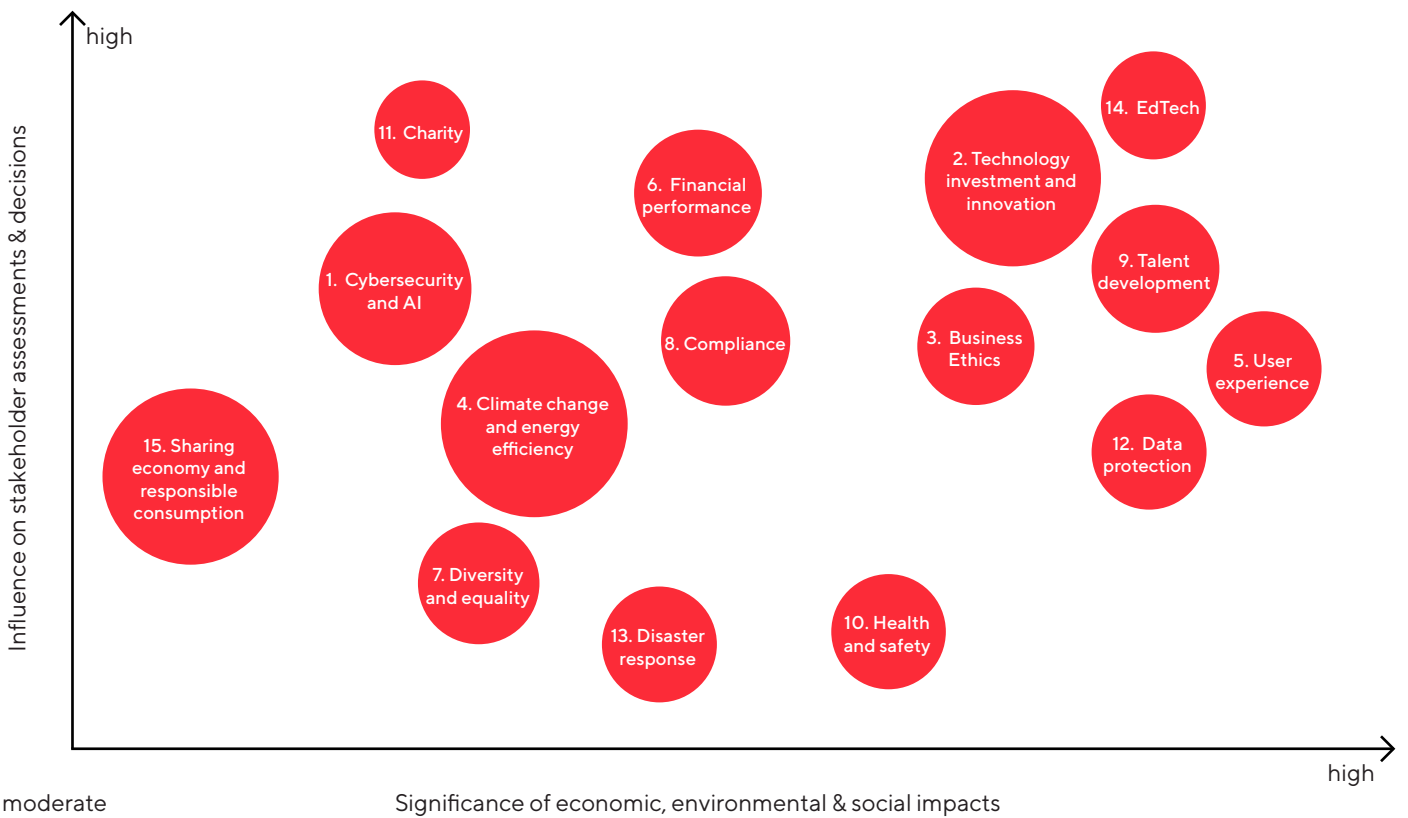 high
Influence on stakeholder assessments & decisions
11. Charity
14. EdTech
2. Technology
investment and
innovation
6. Financial
performance
9. Talent
development
1. Cybersecurity
and AI
8. Compliance
3. Business
Ethics
5. User
experience
4. Climate change
and energy
efficiency
12. Data
protection
15. Sharing
economy and
responsible
consumption
7. Diversity
and equality
13. Disaster
response
10. Health
and safety
high
moderate
Significance of economic, environmental & social impacts